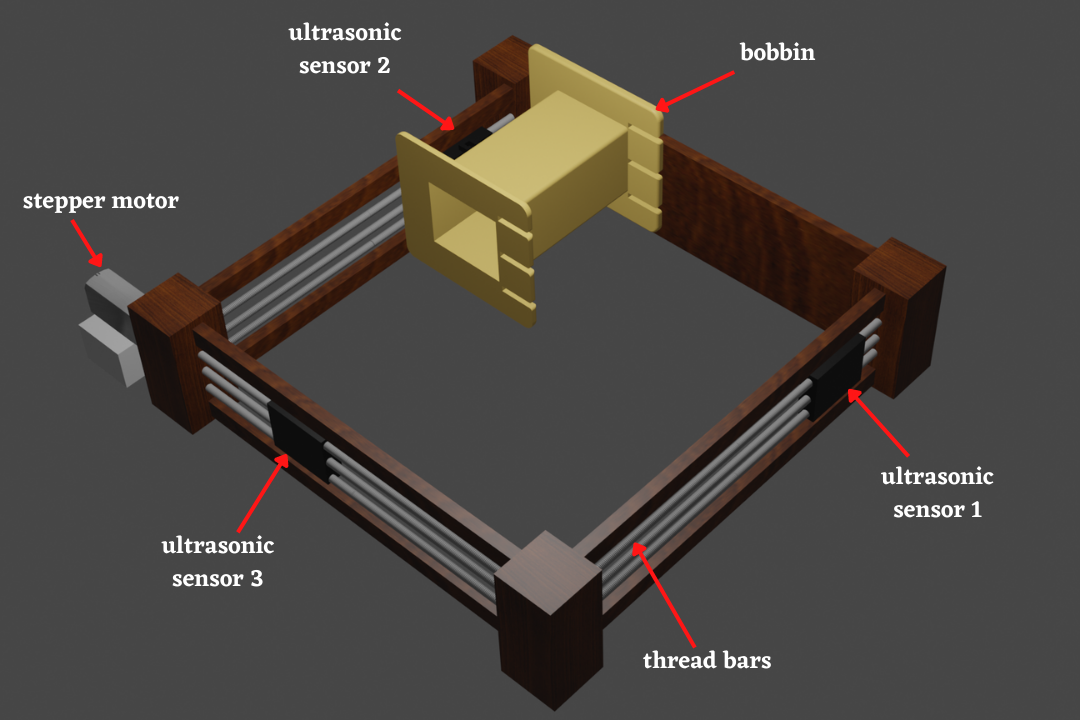 ultrasonic
sensor 2
bobbin
stepper motor
ultrasonic
sensor 1
ultrasonic
sensor 3
thread bars